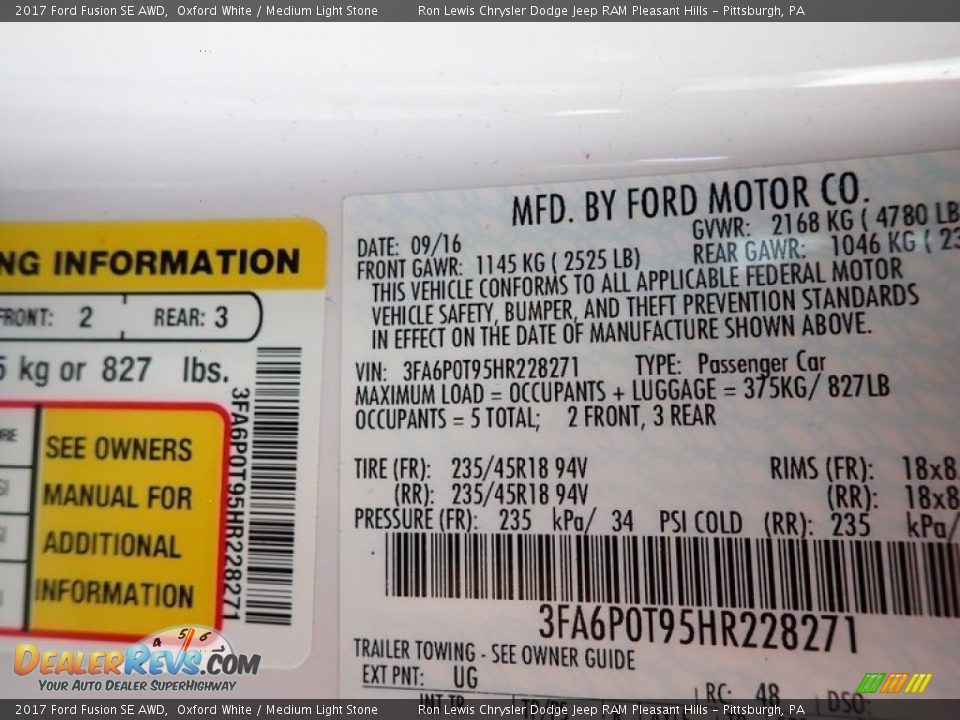 2017 Ford Fusion SE AWD, Oxford White / Medium Light Stone Ron Lewis Chrysler Dodge Jeep RAM Pleasant Hills – Pittsburgh, PA
NG INFORMATION
FRONT: 2 REAR: 3
5 kg or 827 lbs.
SEE OWNERS
MANUAL FOR
ADDITIONAL
INFORMATION
3FA6P0T95HR228271
MFD. BY FORD MOTOR CO.
DATE: 09/16 GVWR: 2168 KG ( 4780 LB
FRONT GAWR: 1145 KG ( 2525 LB) REAR GAWR: 1046 KG ( 23
THIS VEHICLE CONFORMS TO ALL APPLICABLE FEDERAL MOTOR
VEHICLE SAFETY, BUMPER, AND THEFT PREVENTION STANDARDS
IN EFFECT ON THE DATE OF MANUFACTURE SHOWN ABOVE.
VIN: 3FA6P0T95HR228271 TYPE: Passenger Car
MAXIMUM LOAD = OCCUPANTS + LUGGAGE = 375KG/ 827LB
OCCUPANTS = 5 TOTAL; 2 FRONT, 3 REAR
TIRE (FR): 235/45R18 94V RIMS (FR): 18x8
(RR): 235/45R18 94V (RR): 18x8
PRESSURE (FR): 235 kPa/ 34 PSI COLD (RR): 235 kPa/
3FA6P0T95HR228271
TRAILER TOWING - SEE OWNER GUIDE
EXT PNT: UG
INT TR RC: 48 DSO:
4 5 6
DEALERREVS.COM
YOUR AUTO DEALER SUPERHIGHWAY
2017 Ford Fusion SE AWD, Oxford White / Medium Light Stone Ron Lewis Chrysler Dodge Jeep RAM Pleasant Hills – Pittsburgh, PA